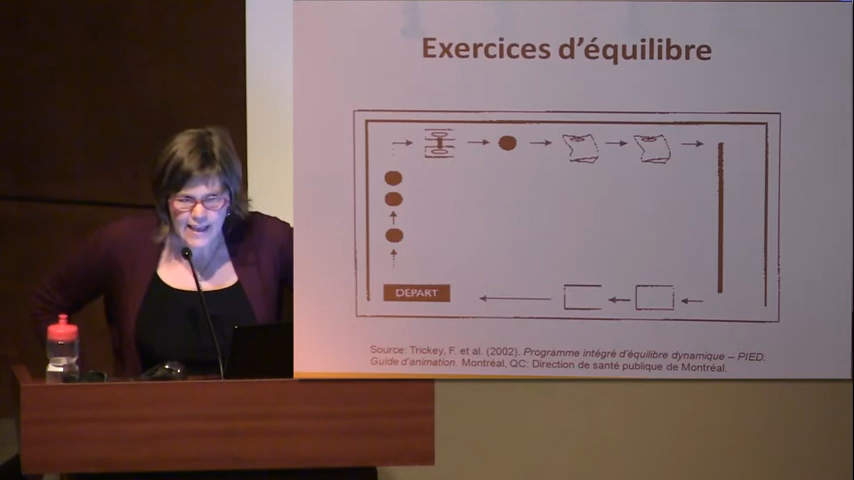 Exercices d'équilibre
DÉPART
Source: Trickey, F. et al. (2002). Programme intégré d'équilibre dynamique – PIED.
Guide d'animation. Montréal, QC: Direction de santé publique de Montréal.